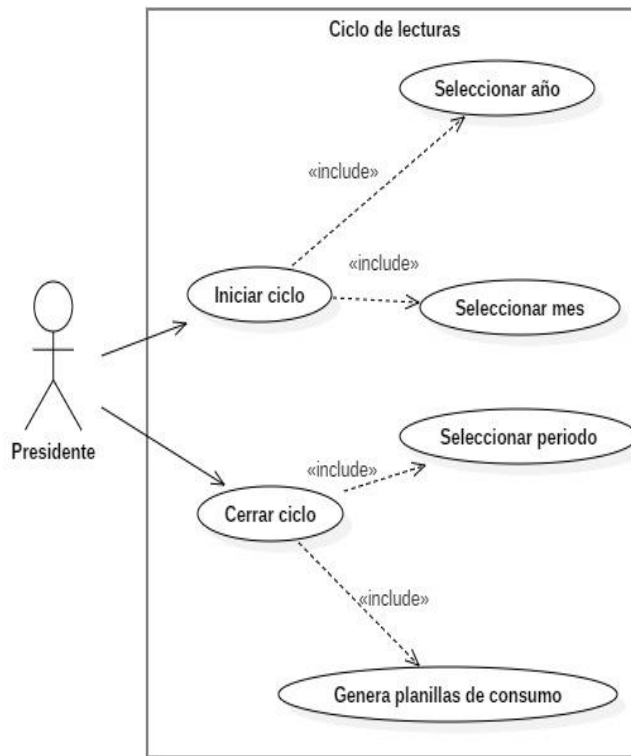 Ciclo de lecturas
Seleccionar año
«include»
«include»
Iniciar ciclo
Seleccionar mes
Presidente
Seleccionar periodo
«include»
Cerrar ciclo
«include»
Genera planillas de consumo